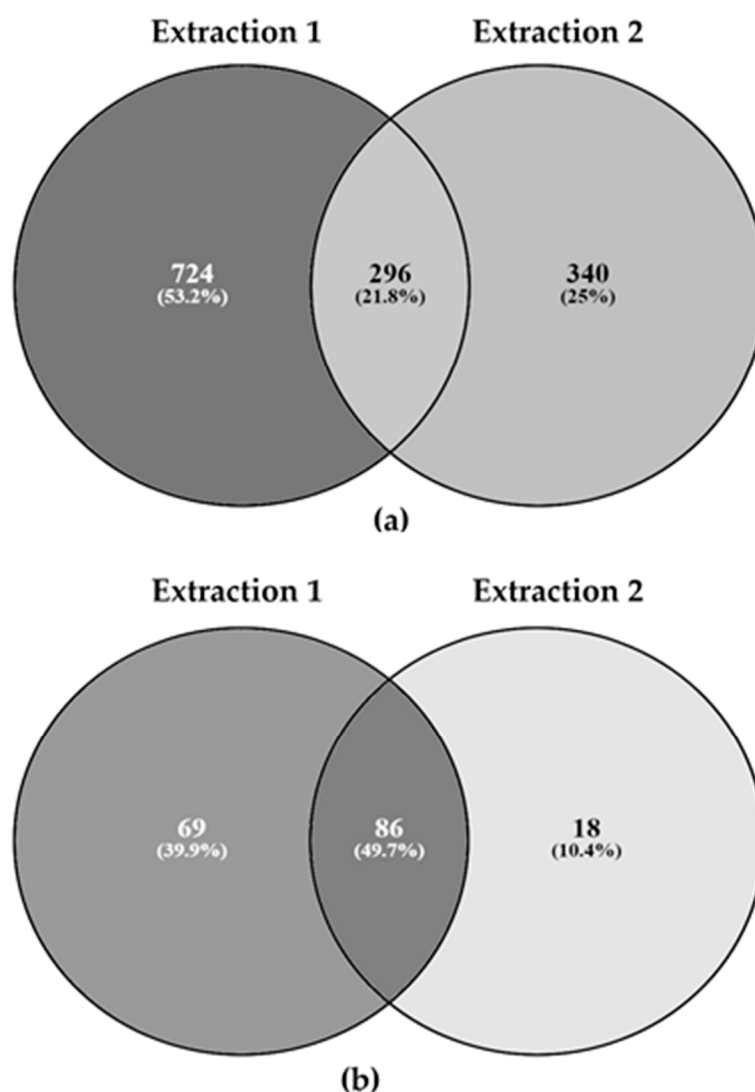 Extraction 1 Extraction 2
724 296 340
(53.2%) (21.8%) (25%)
(a)
Extraction 1 Extraction 2
69 86 18
(39.9%) (49.7%) (10.4%)
(b)